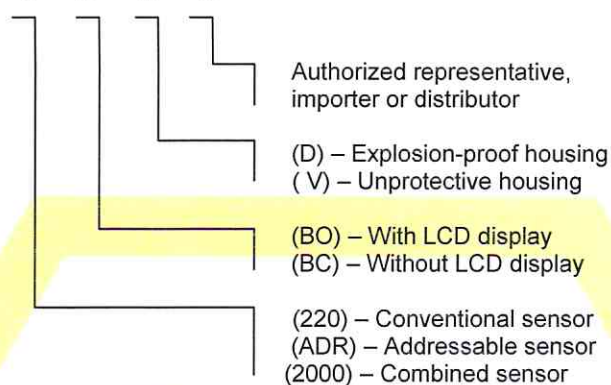 Authorized representative,
importer or distributor
(D) – Explosion-proof housing
( V) – Unprotective housing
(BO) – With LCD display
(BC) – Without LCD display
(220) – Conventional sensor
(ADR) – Addressable sensor
(2000) – Combined sensor